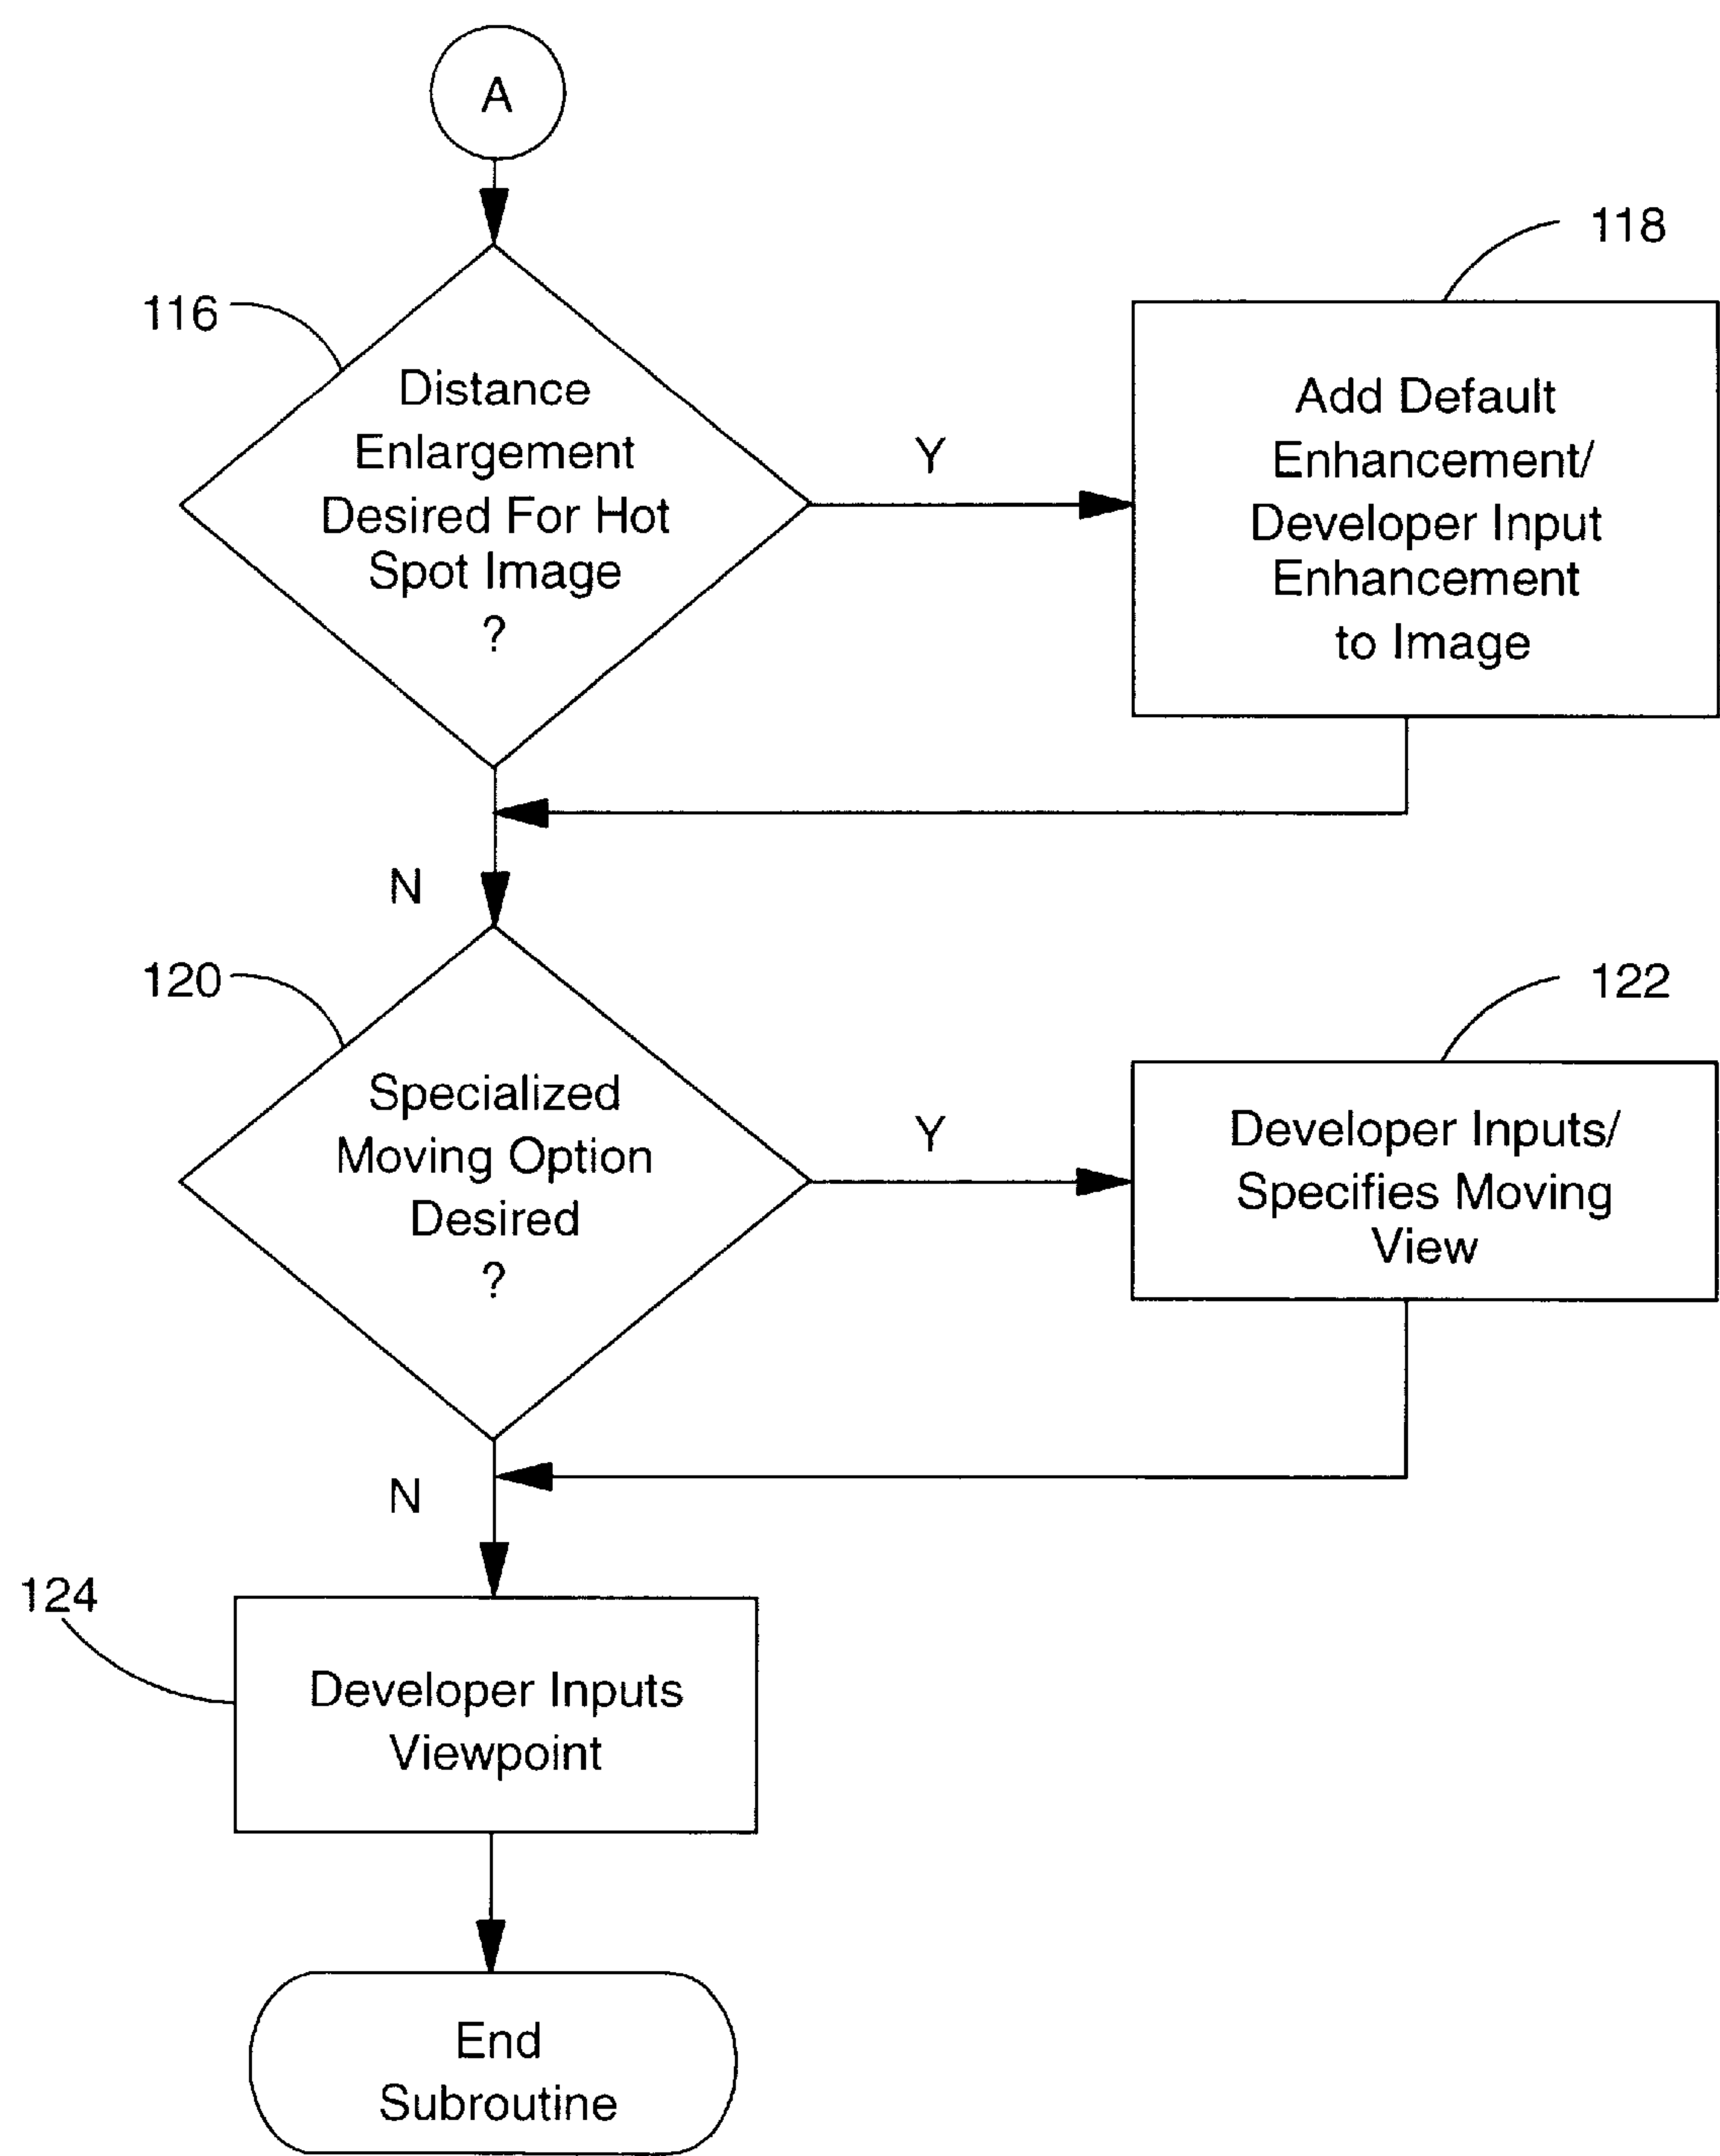 A
116
Distance
Enlargement
Desired For Hot
Spot Image
?
Y
118
Add Default
Enhancement/
Developer Input
Enhancement
to Image
N
120
Specialized
Moving Option
Desired
?
Y
122
Developer Inputs/
Specifies Moving
View
N
124
Developer Inputs
Viewpoint
End
Subroutine